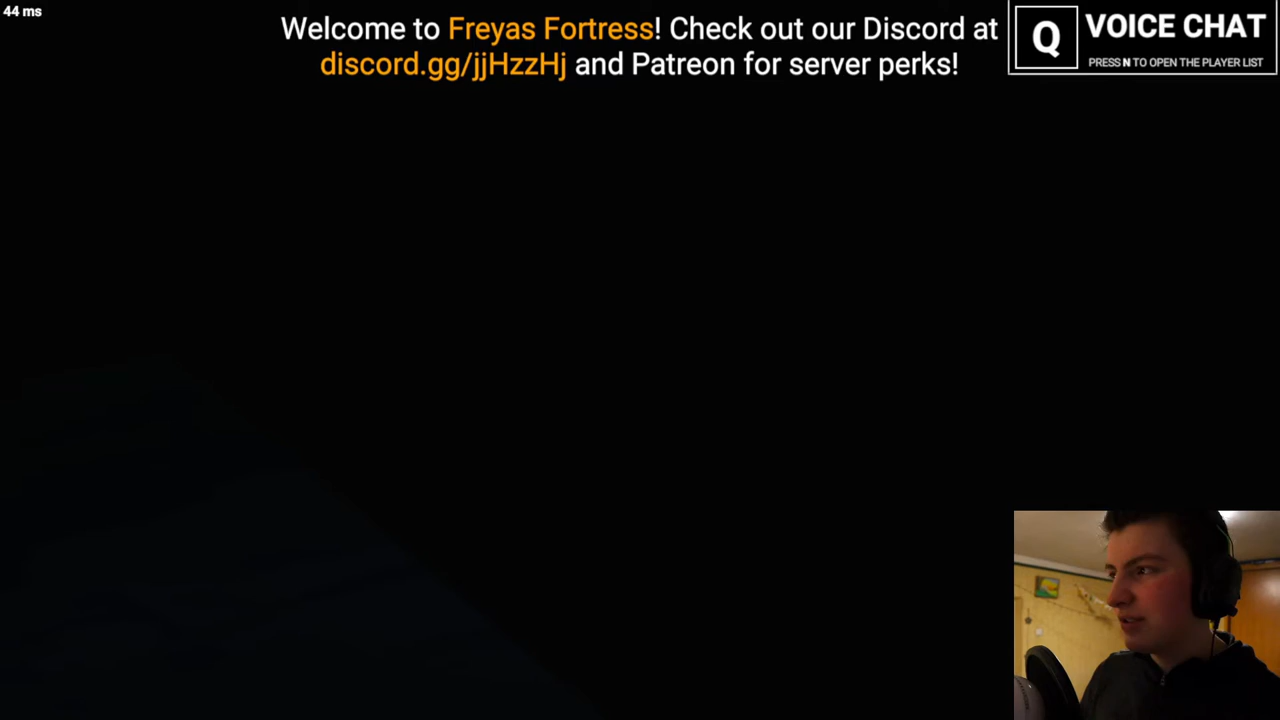 44 ms
Welcome to Freyas Fortress! Check out our Discord at
discord.gg/jjHzzHj and Patreon for server perks!
Q
VOICE CHAT
PRESS N TO OPEN THE PLAYER LIST